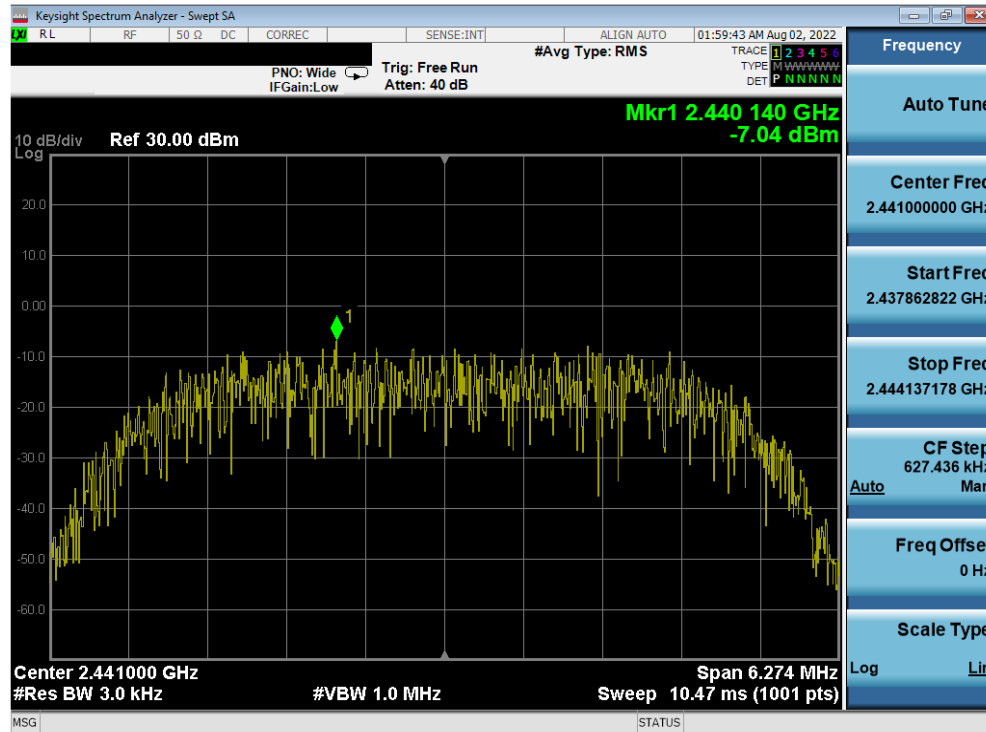 Keysight Spectrum Analyzer - Swept SA
LXI RL RF 50 Ω DC CORREC SENSE:INT ALIGN AUTO 01:59:43 AM Aug 02, 2022
PNO: Wide
IFGain:Low
Trig: Free Run
Atten: 40 dB
#Avg Type: RMS
TRACE 1 2 3 4 5 6
TYPE M WWWWW
DET P N N N N N
Mkr1 2.440 140 GHz
-7.04 dBm
10 dB/div Ref 30.00 dBm
Log
20.0
10.0
0.00
-10.0
-20.0
-30.0
-40.0
-50.0
-60.0
1
Center 2.441000 GHz Span 6.274 MHz
#Res BW 3.0 kHz #VBW 1.0 MHz Sweep 10.47 ms (1001 pts)
MSG STATUS
Frequency
Auto Tune
Center Freq
2.441000000 GHz
Start Freq
2.437862822 GHz
Stop Freq
2.444137178 GHz
CF Step
627.436 kHz
Auto Man
Freq Offset
0 Hz
Scale Type
Log Lin